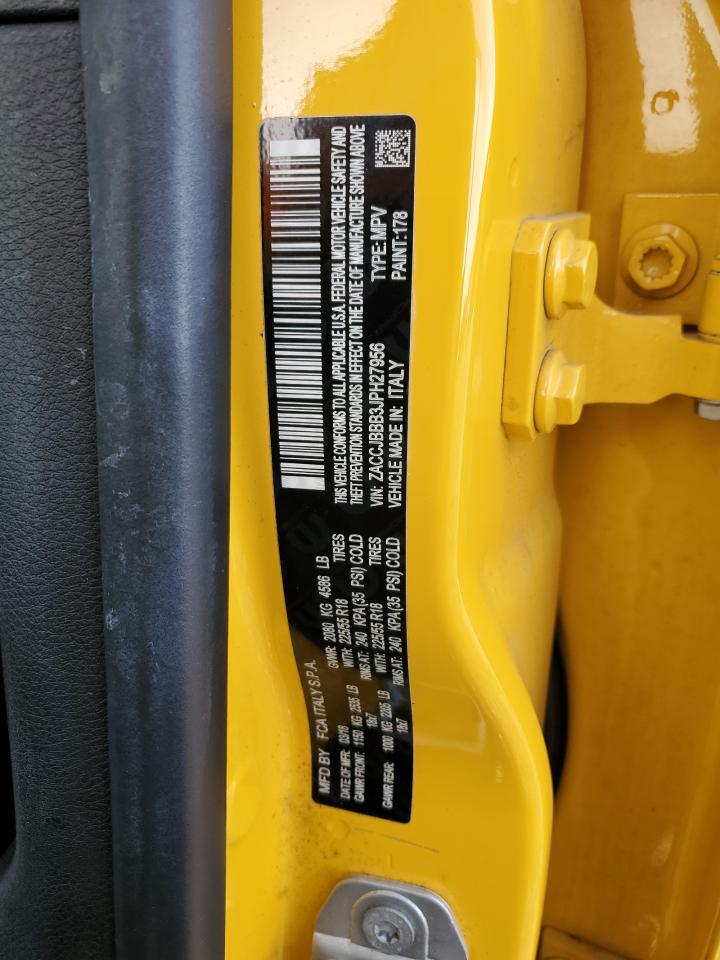 MFD BY FCA ITALY S.P.A.
DATE OF MFR: 03/18 GVWR: 2080 KG 4586 LB
GAWR FRONT: 1150 KG 2535 LB WITH: 225/55 R18 TIRES
18x7 RIMS AT: 240 KPA(35 PSI) COLD
GAWR REAR: 1000 KG 2205 LB WITH: 225/55 R18 TIRES
18x7 RIMS AT: 240 KPA(35 PSI) COLD
THIS VEHICLE CONFORMS TO ALL APPLICABLE U.S.A. FEDERAL MOTOR VEHICLE SAFETY AND
THEFT PREVENTION STANDARDS IN EFFECT ON THE DATE OF MANUFACTURE SHOWN ABOVE
VIN: ZACCJBBB3JPH27956 TYPE: MPV
VEHICLE MADE IN: ITALY PAINT: 178